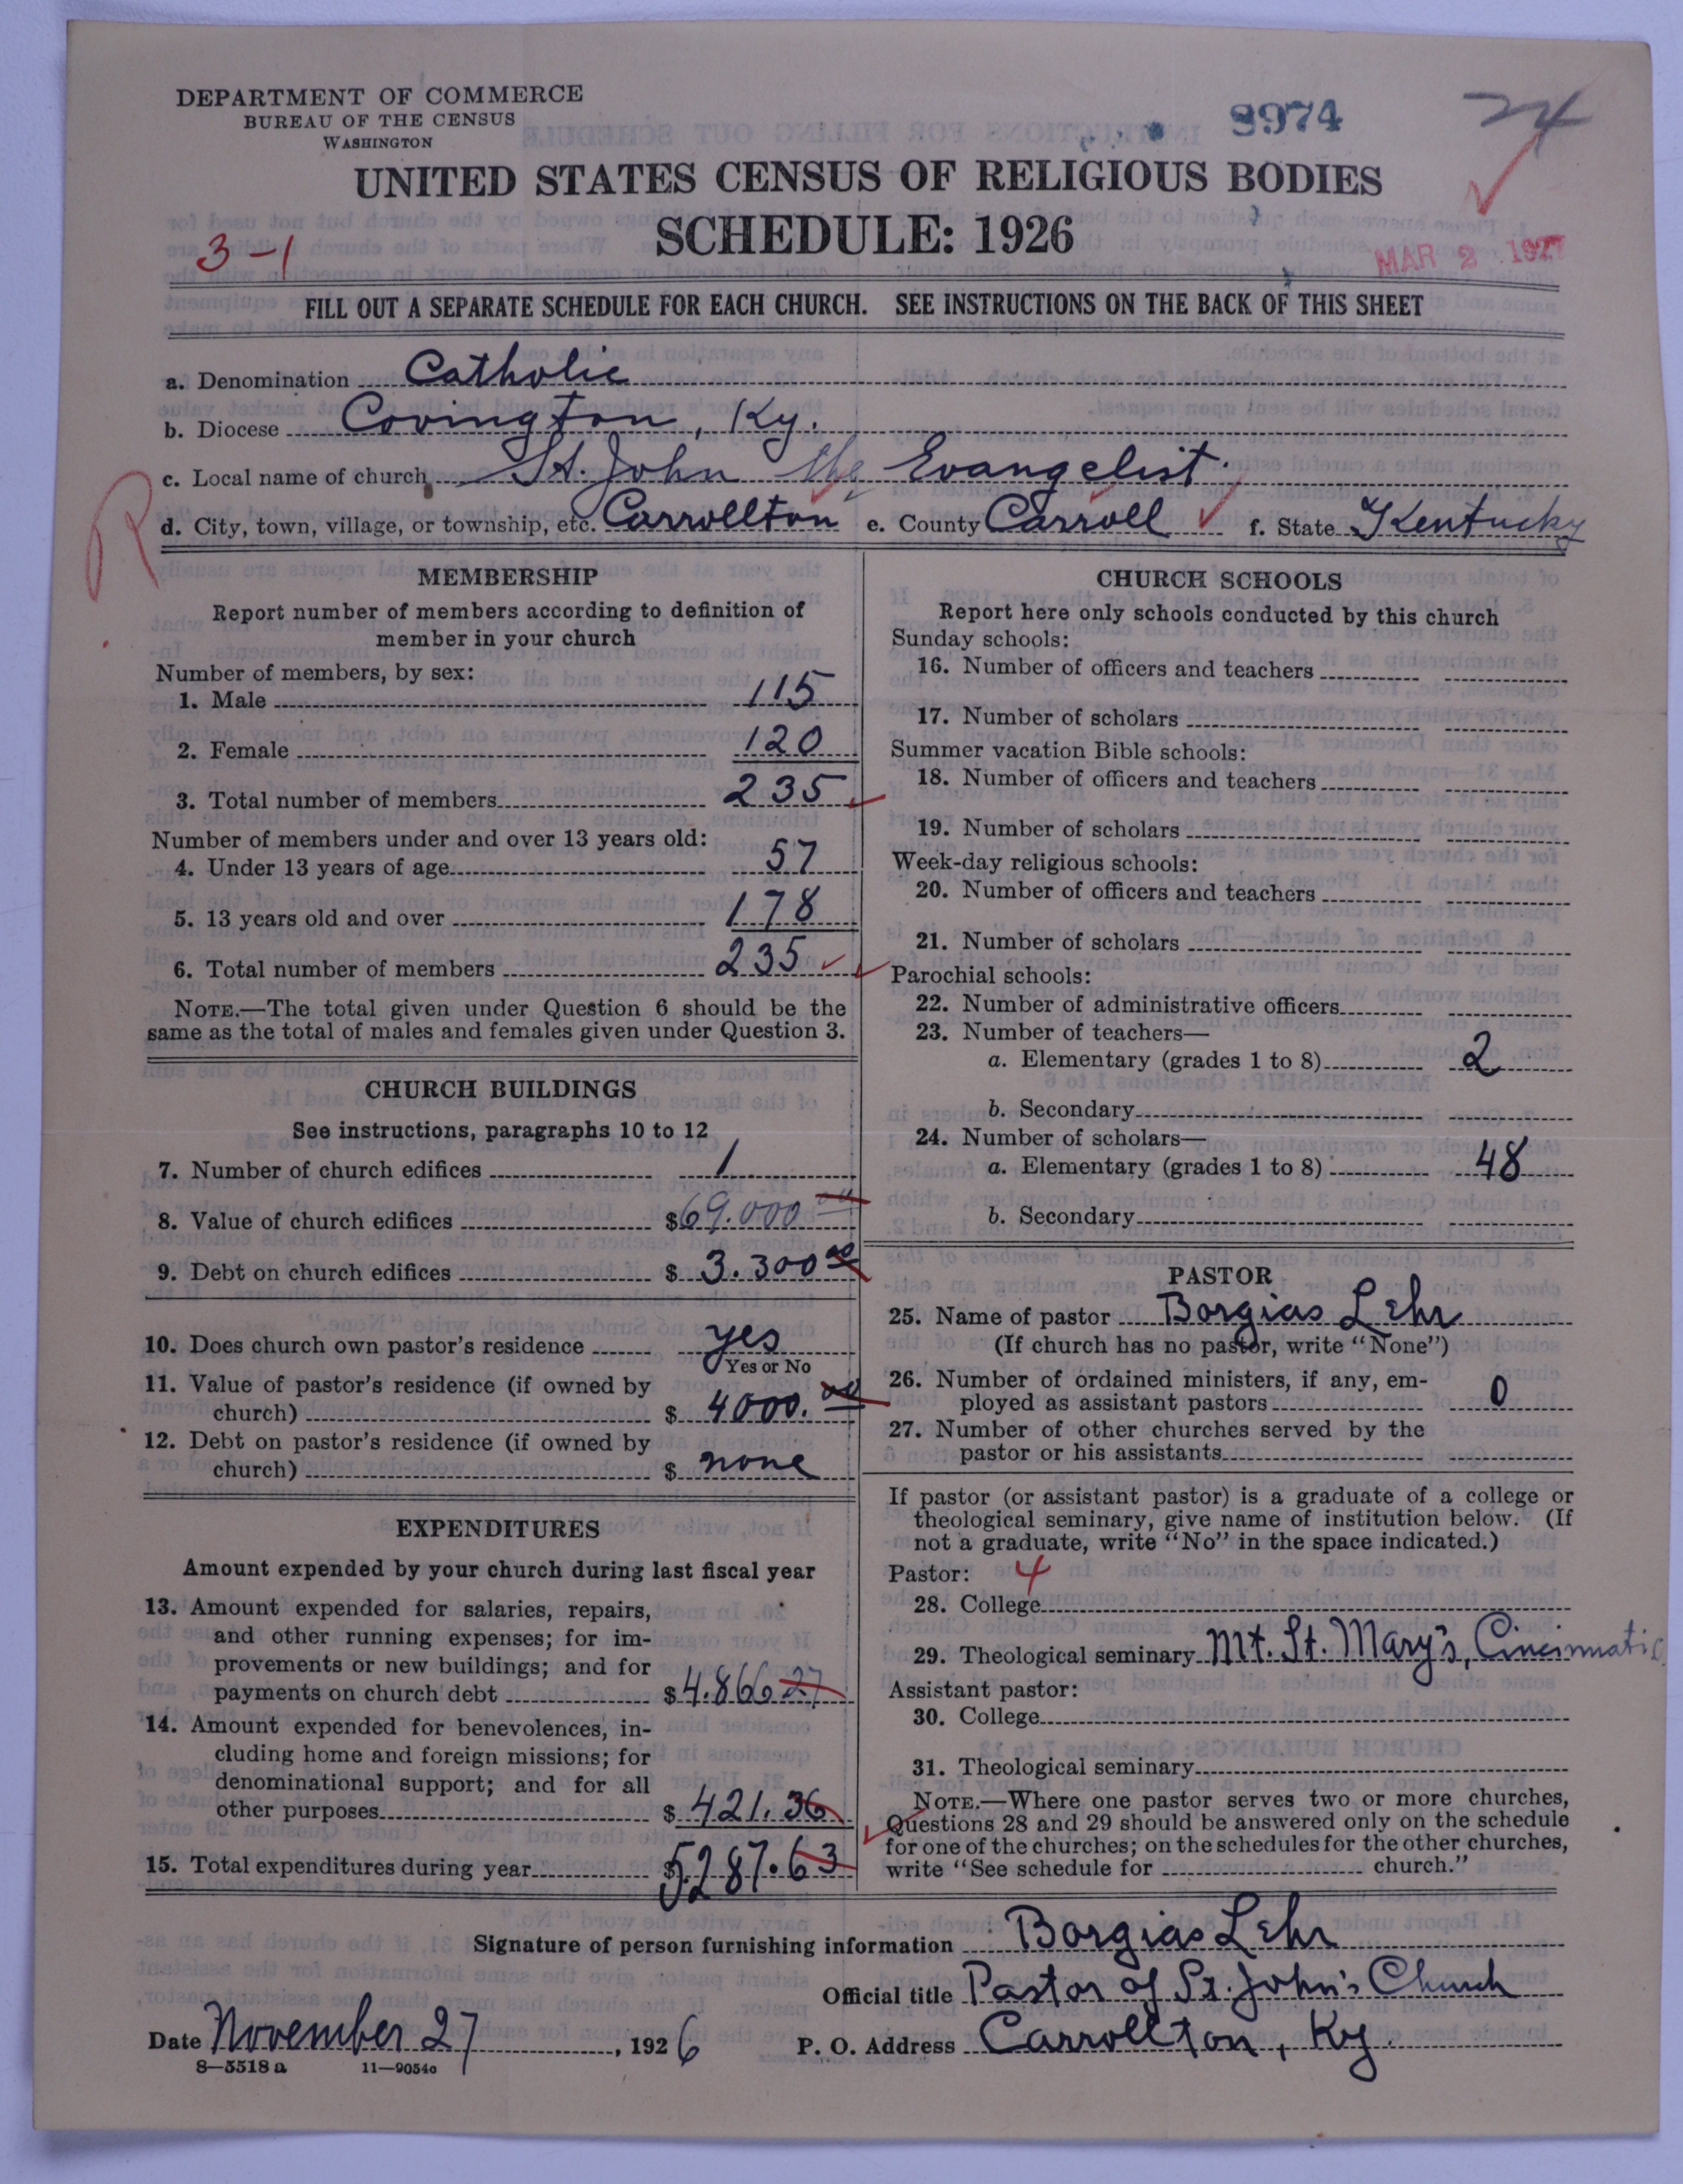 DEPARTMENT OF COMMERCE
BUREAU OF THE CENSUS
WASHINGTON
8974
24
UNITED STATES CENSUS OF RELIGIOUS BODIES
SCHEDULE: 1926
3-1
MAR 2 1927
FILL OUT A SEPARATE SCHEDULE FOR EACH CHURCH. SEE INSTRUCTIONS ON THE BACK OF THIS SHEET
a. Denomination Catholic
b. Diocese Covington, Ky.
c. Local name of church St. John the Evangelist.
R
d. City, town, village, or township, etc. Carrollton e. County Carroll f. State Kentucky
MEMBERSHIP
Report number of members according to definition of
member in your church
Number of members, by sex:
1. Male 115
2. Female 120
3. Total number of members 235
Number of members under and over 13 years old:
4. Under 13 years of age 57
5. 13 years old and over 178
6. Total number of members 235
NOTE.—The total given under Question 6 should be the
same as the total of males and females given under Question 3.
CHURCH BUILDINGS
See instructions, paragraphs 10 to 12
7. Number of church edifices 1
8. Value of church edifices $69.000 00
9. Debt on church edifices $3.300 00
10. Does church own pastor's residence yes
Yes or No
11. Value of pastor's residence (if owned by
church) $4000. 00
12. Debt on pastor's residence (if owned by
church) $ none
EXPENDITURES
Amount expended by your church during last fiscal year
13. Amount expended for salaries, repairs,
and other running expenses; for im-
provements or new buildings; and for
payments on church debt $4.866 27
14. Amount expended for benevolences, in-
cluding home and foreign missions; for
denominational support; and for all
other purposes $421.36
15. Total expenditures during year $5.287.63
CHURCH SCHOOLS
Report here only schools conducted by this church
Sunday schools:
16. Number of officers and teachers
17. Number of scholars
Summer vacation Bible schools:
18. Number of officers and teachers
19. Number of scholars
Week-day religious schools:
20. Number of officers and teachers
21. Number of scholars
Parochial schools:
22. Number of administrative officers
23. Number of teachers—
a. Elementary (grades 1 to 8) 2
b. Secondary
24. Number of scholars—
a. Elementary (grades 1 to 8) 48
b. Secondary
PASTOR
25. Name of pastor Borgias Lehr
(If church has no pastor, write "None")
26. Number of ordained ministers, if any, em-
ployed as assistant pastors 0
27. Number of other churches served by the
pastor or his assistants
If pastor (or assistant pastor) is a graduate of a college or
theological seminary, give name of institution below. (If
not a graduate, write "No" in the space indicated.)
Pastor: 4
28. College
29. Theological seminary Mt. St. Mary's, Cincinnati
Assistant pastor:
30. College
31. Theological seminary
NOTE.—Where one pastor serves two or more churches,
Questions 28 and 29 should be answered only on the schedule
for one of the churches; on the schedules for the other churches,
write "See schedule for church."
Signature of person furnishing information Borgias Lehr
Official title Pastor of St. John's Church
Date November 27, 1926 P. O. Address Carrollton, Ky.
8—5518 a 11—9054c